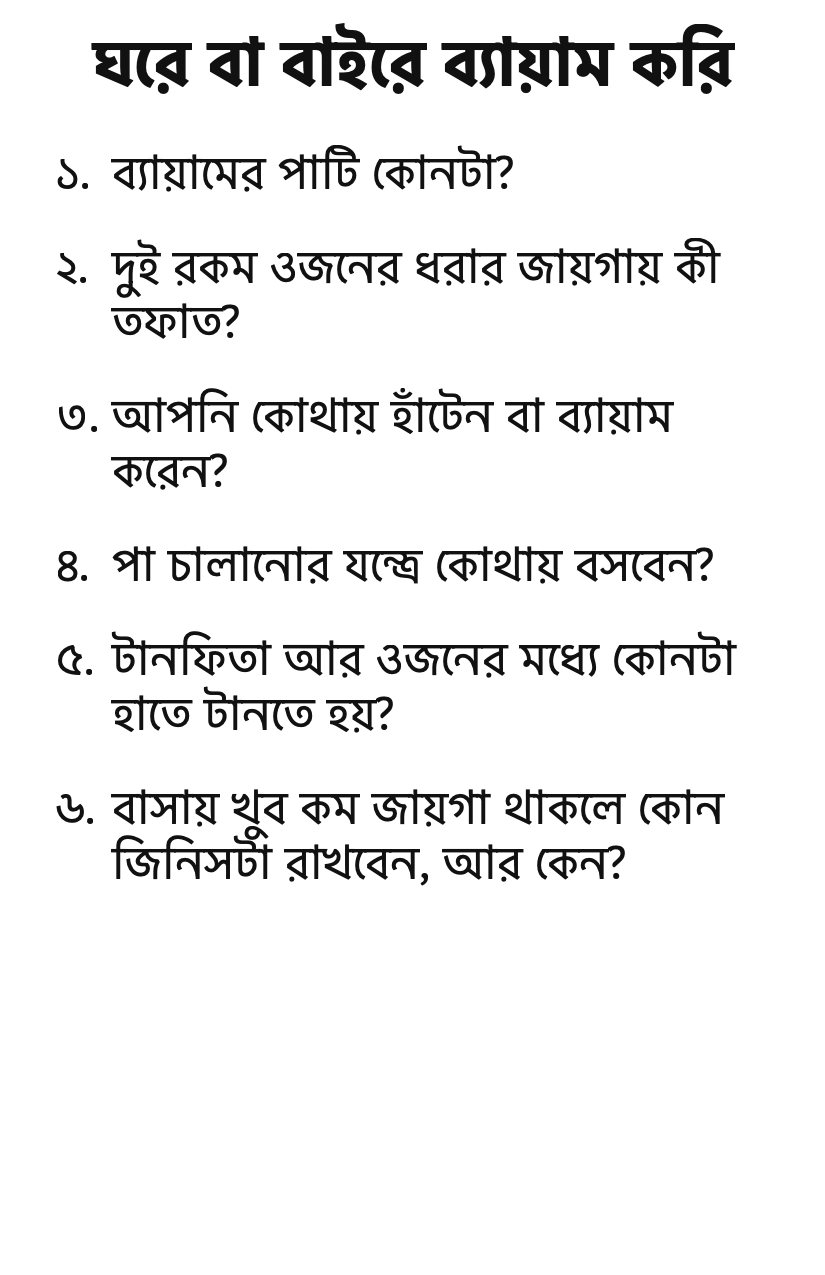 ঘরে বা বাইরে ব্যায়াম করি
১. ব্যায়ামের পাটি কোনটা?
২. দুই রকম ওজনের ধরার জায়গায় কী
তফাত?
৩. আপনি কোথায় হাঁটেন বা ব্যায়াম
করেন?
৪. পা চালানোর যন্ত্রে কোথায় বসবেন?
৫. টানফিতা আর ওজনের মধ্যে কোনটা
হাতে টানতে হয়?
৬. বাসায় খুব কম জায়গা থাকলে কোন
জিনিসটা রাখবেন, আর কেন?